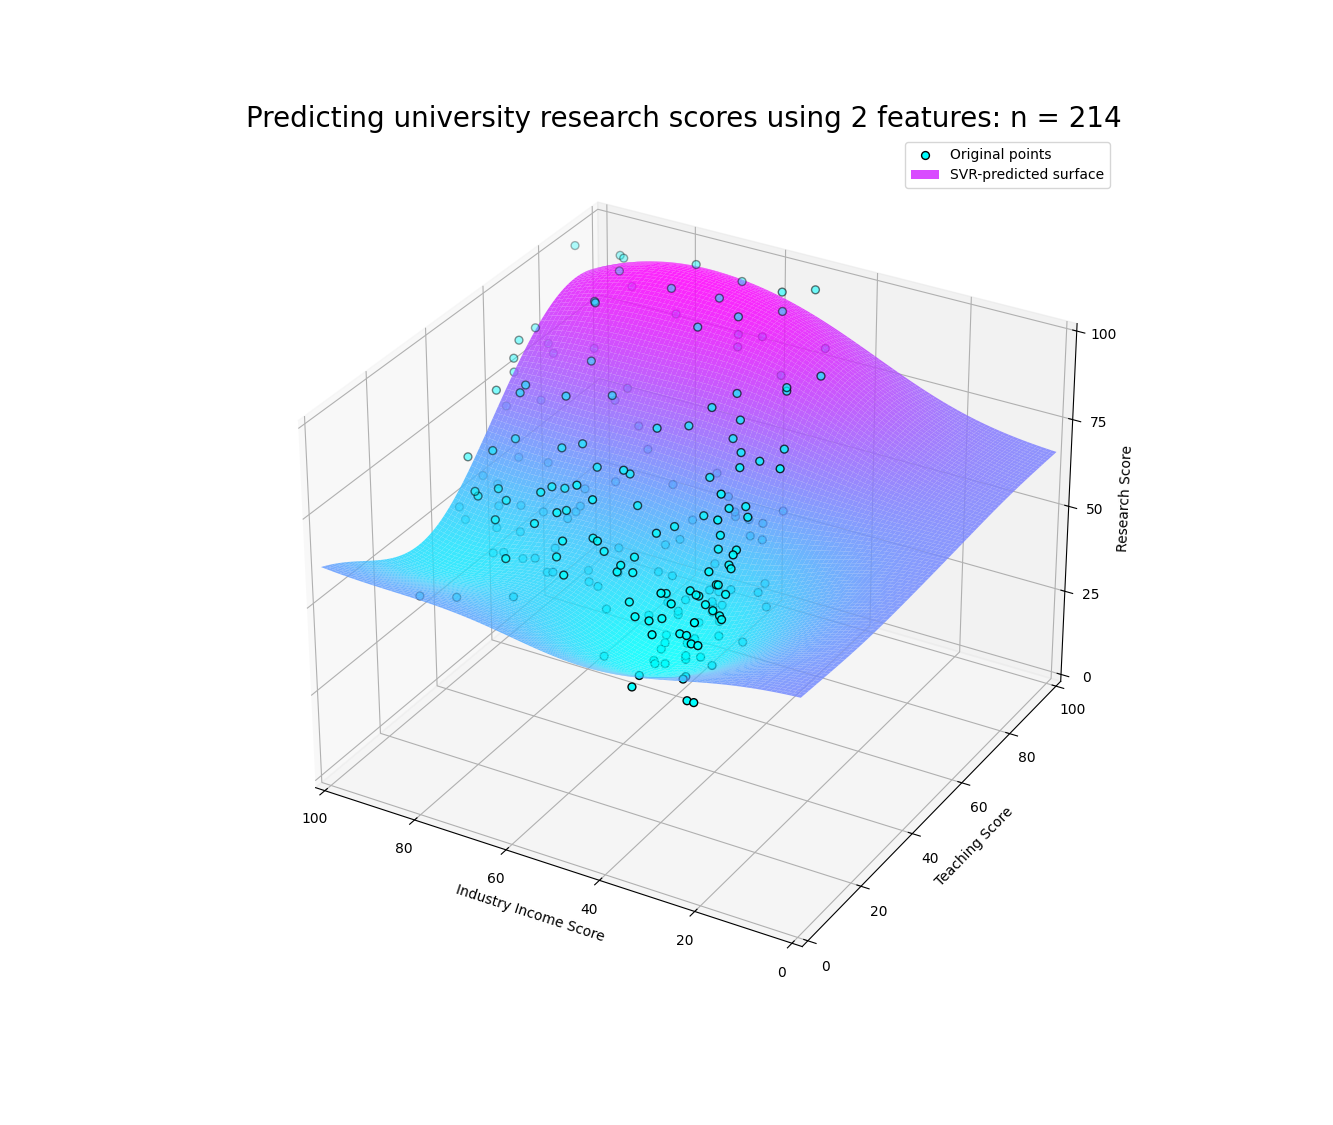 Predicting university research scores using 2 features: n = 214
Original points
SVR-predicted surface
100
75
50
25
0
Research Score
100
80
60
40
20
0
Teaching Score
100
80
60
40
20
0
Industry Income Score